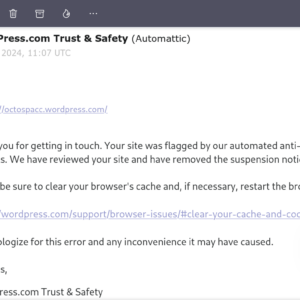 Press.com Trust & Safety (Automattic)
2024, 11:07 UTC
//octospacc.wordpress.com/
you for getting in touch. Your site was flagged by our automated anti-
s. We have reviewed your site and have removed the suspension noti
be sure to clear your browser's cache and, if necessary, restart the bro
/wordpress.com/support/browser-issues/#clear-your-cache-and-coo
ologize for this error and any inconvenience it may have caused.
s,
ress.com Trust & Safety